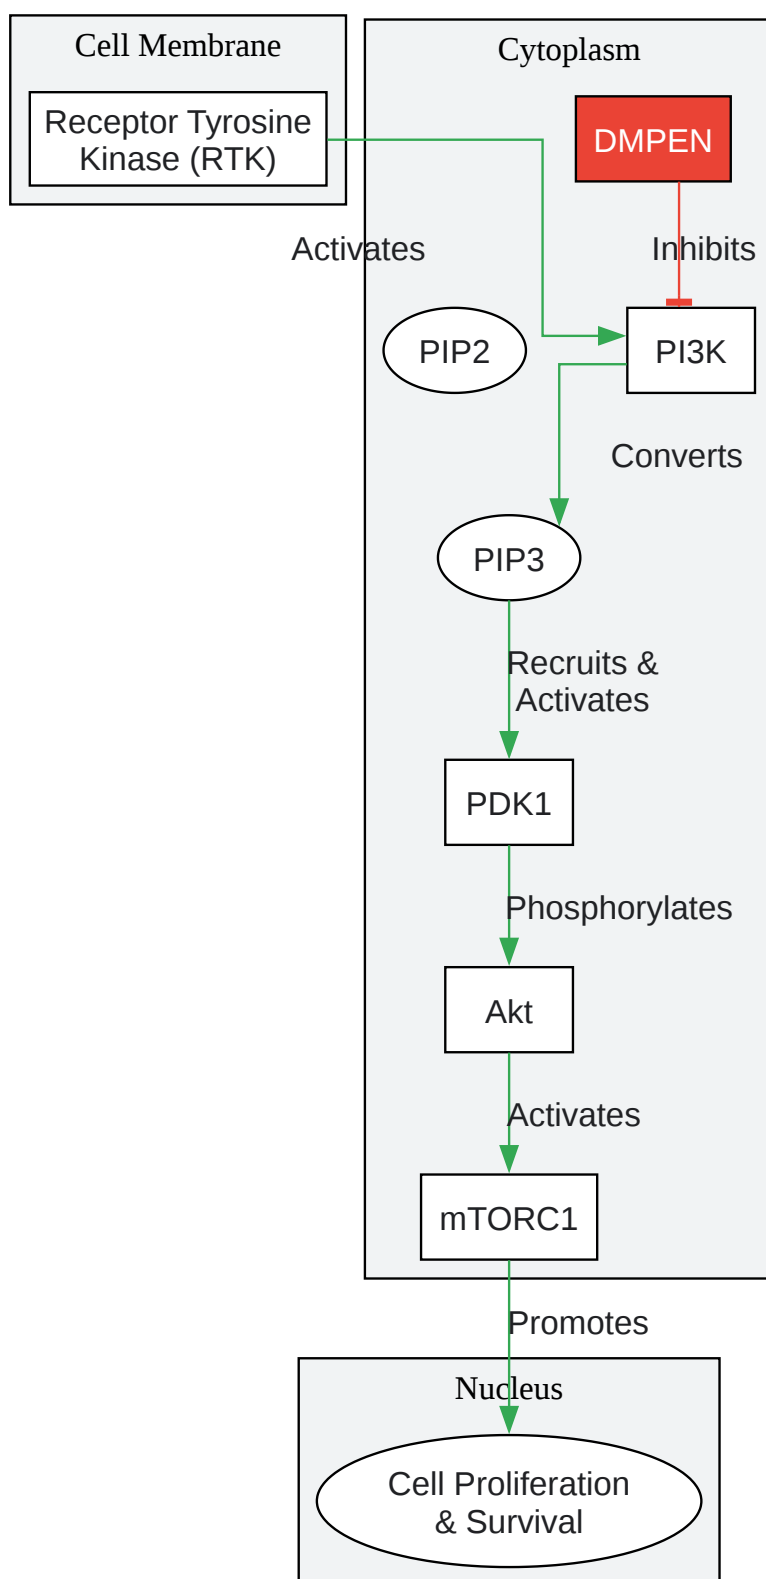 Cell Membrane
Cytoplasm
Receptor Tyrosine
Kinase (RTK)
DMPEN
Activates
Inhibits
PIP2
PI3K
Converts
PIP3
Recruits &
Activates
PDK1
Phosphorylates
Akt
Activates
mTORC1
Promotes
Nucleus
Cell Proliferation
& Survival